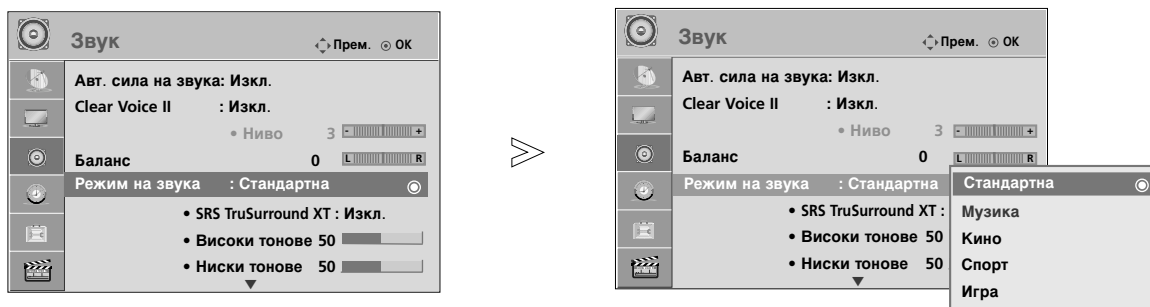 Звук Прем. OK
Авт. сила на звука: Изкл.
Clear Voice II : Изкл.
• Ниво 3 - +
Баланс 0 L R
Режим на звука : Стандартна
• SRS TruSurround XT : Изкл.
• Високи тонове 50
• Ниски тонове 50
Звук Прем. OK
Авт. сила на звука: Изкл.
Clear Voice II : Изкл.
• Ниво 3 - +
Баланс 0 L R
Режим на звука : Стандартна
• SRS TruSurround XT :
• Високи тонове 50
• Ниски тонове 50
Стандартна
Музика
Кино
Спорт
Игра